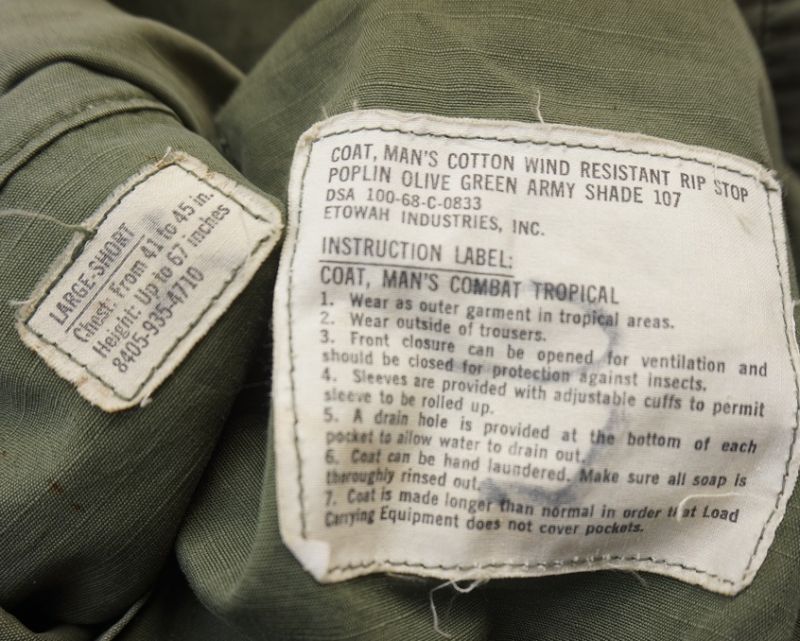 LARGE-SHORT
Chest: From 41 to 45 in.
Height: Up to 67 inches
8405-935-4710
COAT, MAN'S COTTON WIND RESISTANT RIP STOP
POPLIN OLIVE GREEN ARMY SHADE 107
DSA 100-68-C-0833
ETOWAH INDUSTRIES, INC.
INSTRUCTION LABEL:
COAT, MAN'S COMBAT TROPICAL
1. Wear as outer garment in tropical areas.
2. Wear outside of trousers.
3. Front closure can be opened for ventilation and
should be closed for protection against insects.
4. Sleeves are provided with adjustable cuffs to permit
sleeve to be rolled up.
5. A drain hole is provided at the bottom of each
pocket to allow water to drain out.
6. Coat can be hand laundered. Make sure all soap is
thoroughly rinsed out.
7. Coat is made longer than normal in order that Load
Carrying Equipment does not cover pockets.